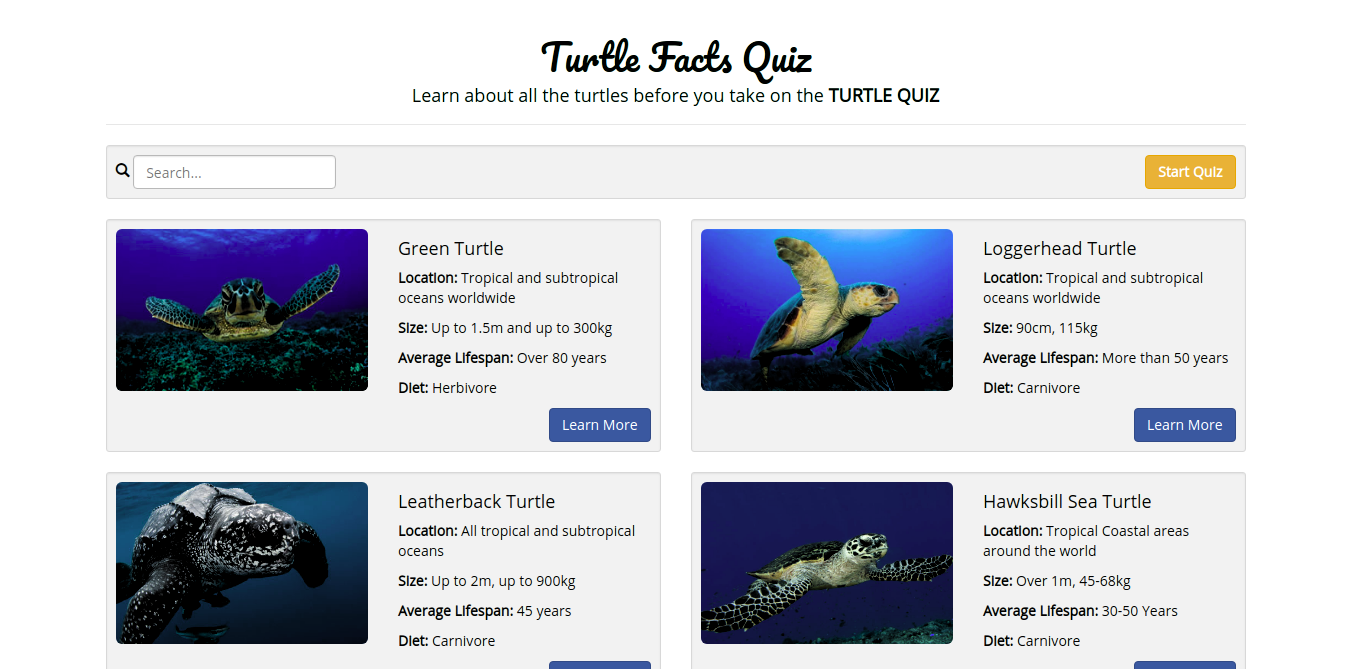 Turtle Facts Quiz
Learn about all the turtles before you take on the TURTLE QUIZ
Search...
Start Quiz
Green Turtle
Location: Tropical and subtropical
oceans worldwide
Size: Up to 1.5m and up to 300kg
Average Lifespan: Over 80 years
Diet: Herbivore
Learn More
Loggerhead Turtle
Location: Tropical and subtropical
oceans worldwide
Size: 90cm, 115kg
Average Lifespan: More than 50 years
Diet: Carnivore
Learn More
Leatherback Turtle
Location: All tropical and subtropical
oceans
Size: Up to 2m, up to 900kg
Average Lifespan: 45 years
Diet: Carnivore
Hawksbill Sea Turtle
Location: Tropical Coastal areas
around the world
Size: Over 1m, 45-68kg
Average Lifespan: 30-50 Years
Diet: Carnivore